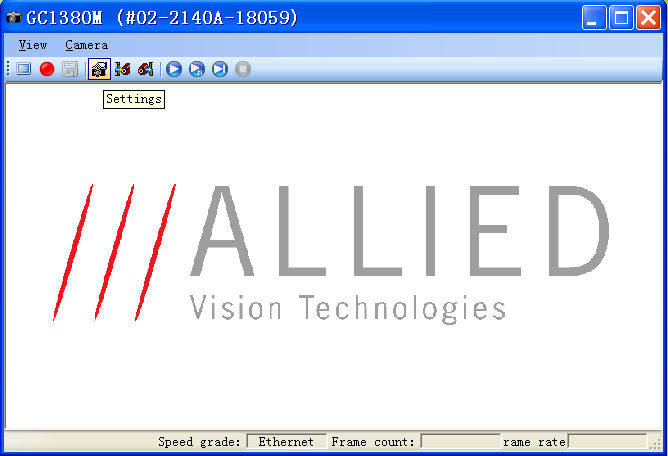 GC1380M (#02-2140A-18059)
View Camera
Settings
ALLIED
Vision Technologies
Speed grade: Ethernet Frame count: rame rate